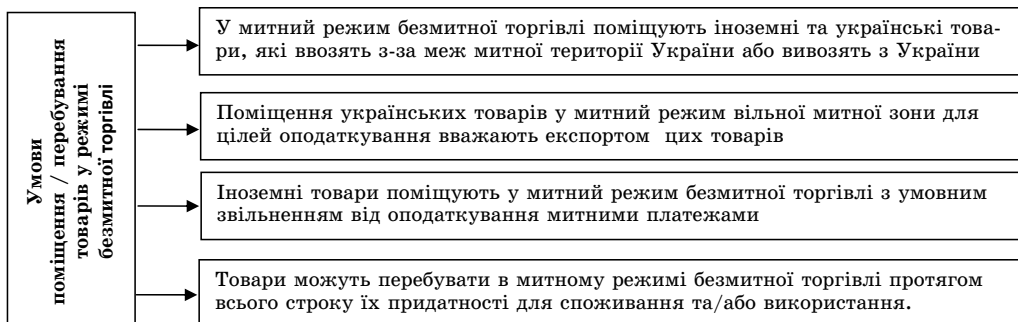 Умови
поміщення / перебування
товарів у режимі
безмитної торгівлі
У митний режим безмитної торгівлі поміщують іноземні та українські това-
ри, які ввозять з-за меж митної території України або вивозять з України
Поміщення українських товарів у митний режим вільної митної зони для
цілей оподаткування вважають експортом цих товарів
Іноземні товари поміщують у митний режим безмитної торгівлі з умовним
звільненням від оподаткування митними платежами
Товари можуть перебувати в митному режимі безмитної торгівлі протягом
всього строку їх придатності для споживання та/або використання.